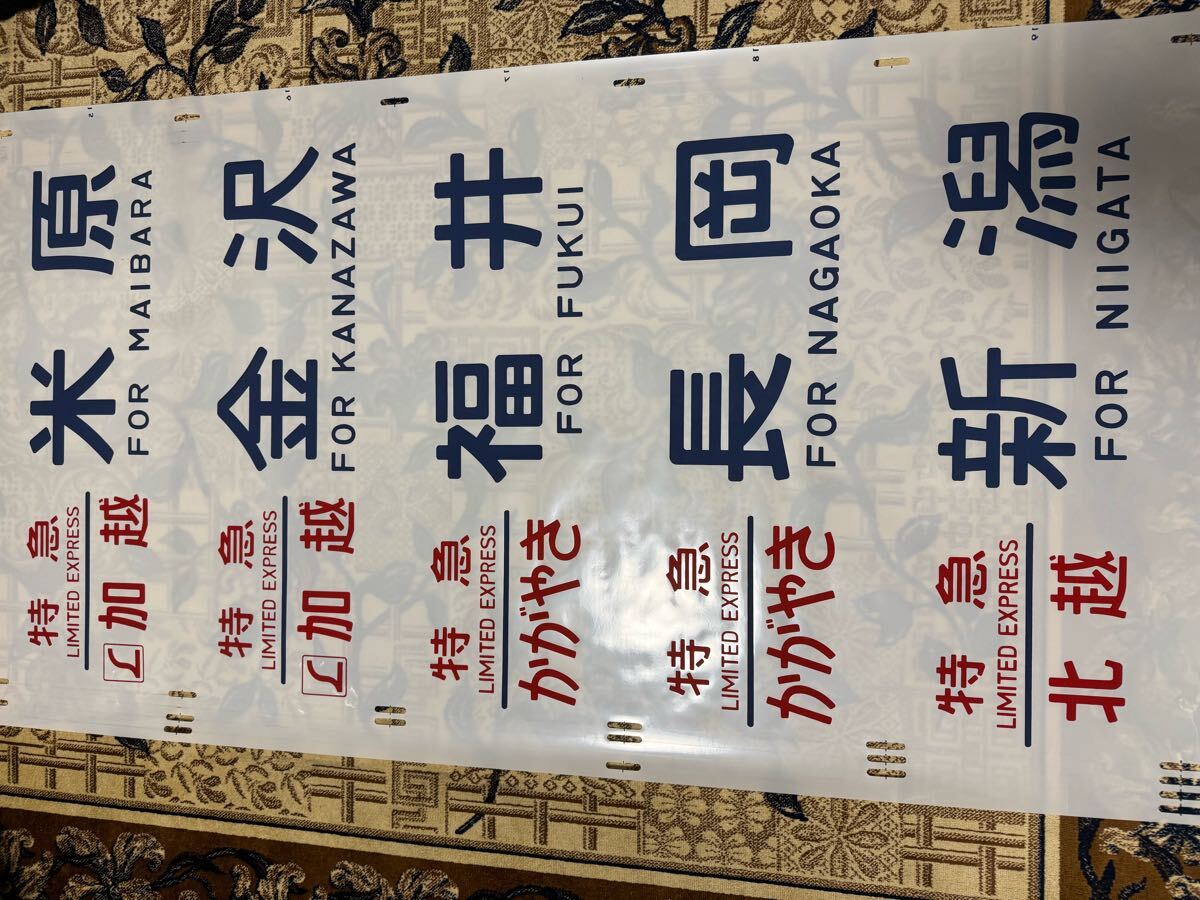 特急
LIMITED EXPRESS
L加越
米原
FOR MAIBARA
特急
LIMITED EXPRESS
L加越
金沢
FOR KANAZAWA
特急
LIMITED EXPRESS
かがやき
福井
FOR FUKUI
特急
LIMITED EXPRESS
かがやき
長岡
FOR NAGAOKA
特急
LIMITED EXPRESS
北越
新潟
FOR NIIGATA